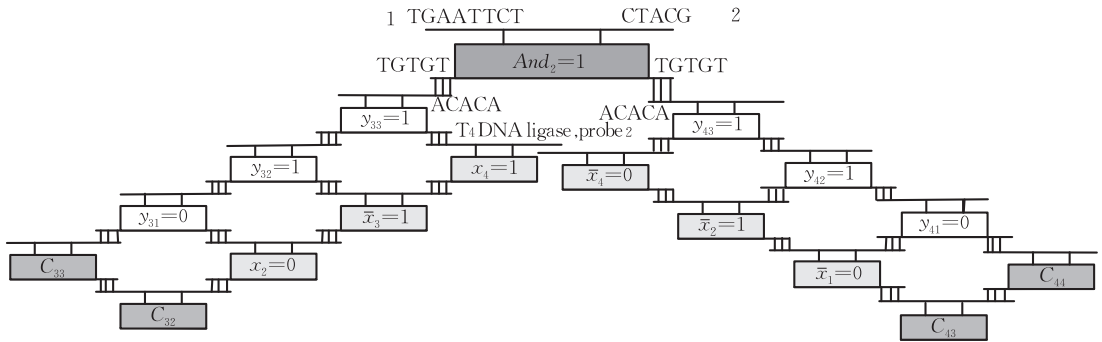 1 TGAATTCT CTACG 2
TGTGT And₂=1 TGTGT
ACACA ACACA
y₃₃=1 y₄₃=1
T₄ DNA ligase, probe 2
y₃₂=1 x₄=1 x̄₄=0 y₄₂=1
y₃₁=0 x̄₃=1 x̄₂=1 y₄₁=0
C₃₃ x₂=0 x̄₁=0 C₄₄
C₃₂ C₄₃